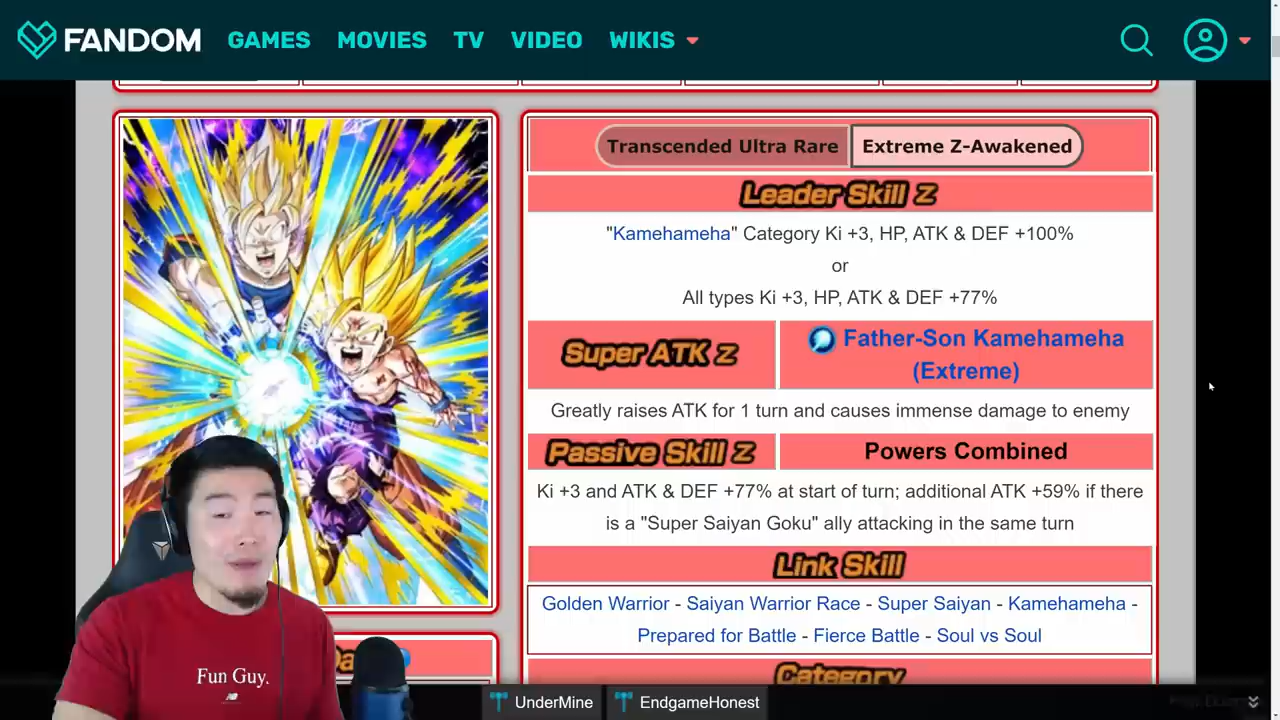 FANDOM GAMES MOVIES TV VIDEO WIKIS
Transcended Ultra Rare Extreme Z-Awakened
Leader Skill Z
"Kamehameha" Category Ki +3, HP, ATK & DEF +100%
or
All types Ki +3, HP, ATK & DEF +77%
Super ATK Z
Father-Son Kamehameha
(Extreme)
Greatly raises ATK for 1 turn and causes immense damage to enemy
Passive Skill Z
Powers Combined
Ki +3 and ATK & DEF +77% at start of turn; additional ATK +59% if there
is a "Super Saiyan Goku" ally attacking in the same turn
Link Skill
Golden Warrior - Saiyan Warrior Race - Super Saiyan - Kamehameha -
Prepared for Battle - Fierce Battle - Soul vs Soul
Category
Fun Guy.
UnderMine EndgameHonest